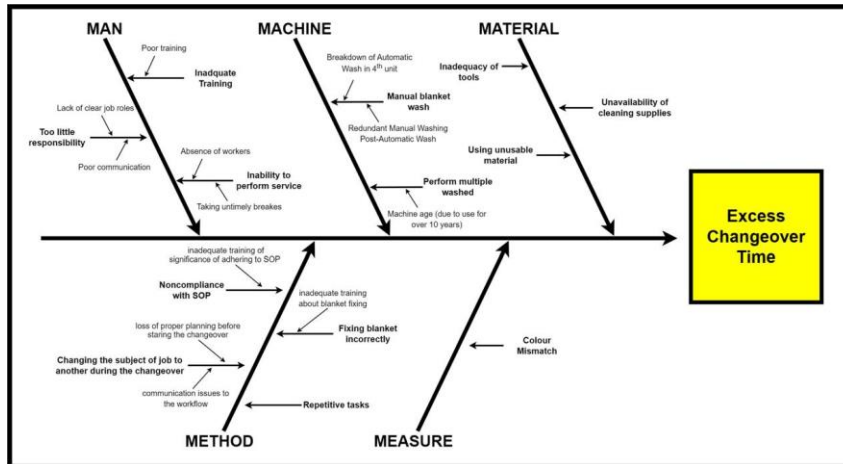 MAN
MACHINE
MATERIAL
Poor training
Inadquate
Training
Lack of clear job roles
Too little
responsibility
Poor communication
Absence of workers
Inability to
perform service
Taking untimely breakes
Breakdown of Automatic
Wash in 4th unit
Manual blanket
wash
Redundant Manual Washing
Post-Automatic Wash
Perform multiple
washed
Machine age (due to use for
over 10 years)
Inadequacy of
tools
Unavailability of
cleaning supplies
Using unusable
material
Excess
Changeover
Time
inadequate training of
significance of adhering to SOP
Noncompliance
with SOP
inadequate training
about blanket fixing
Fixing blanket
incorrectly
loss of proper planning before
staring the changeover
Changing the subject of job to
another during the changeover
communication issues to
the workflow
Repetitive tasks
Colour
Mismatch
METHOD
MEASURE